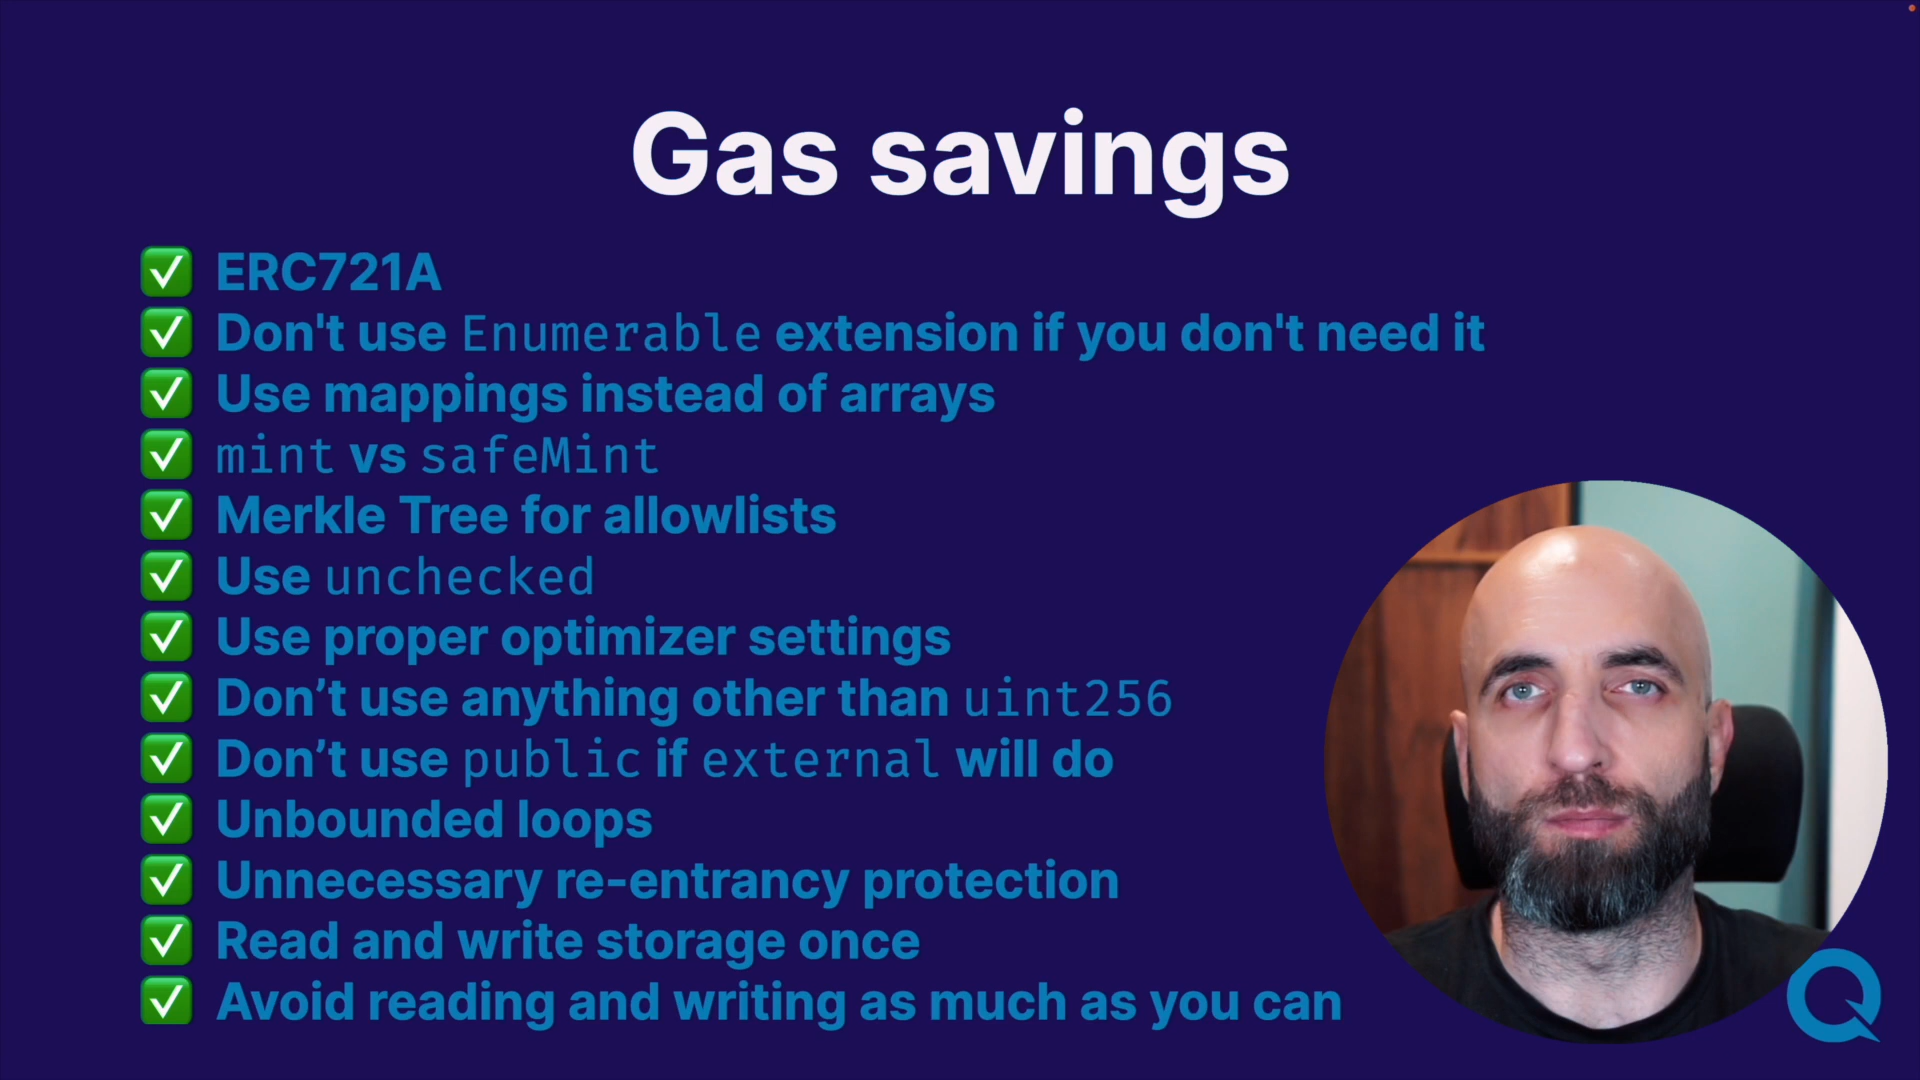 Gas savings
✅ ERC721A
✅ Don't use Enumerable extension if you don't need it
✅ Use mappings instead of arrays
✅ mint vs safeMint
✅ Merkle Tree for allowlists
✅ Use unchecked
✅ Use proper optimizer settings
✅ Don’t use anything other than uint256
✅ Don’t use public if external will do
✅ Unbounded loops
✅ Unnecessary re-entrancy protection
✅ Read and write storage once
✅ Avoid reading and writing as much as you can